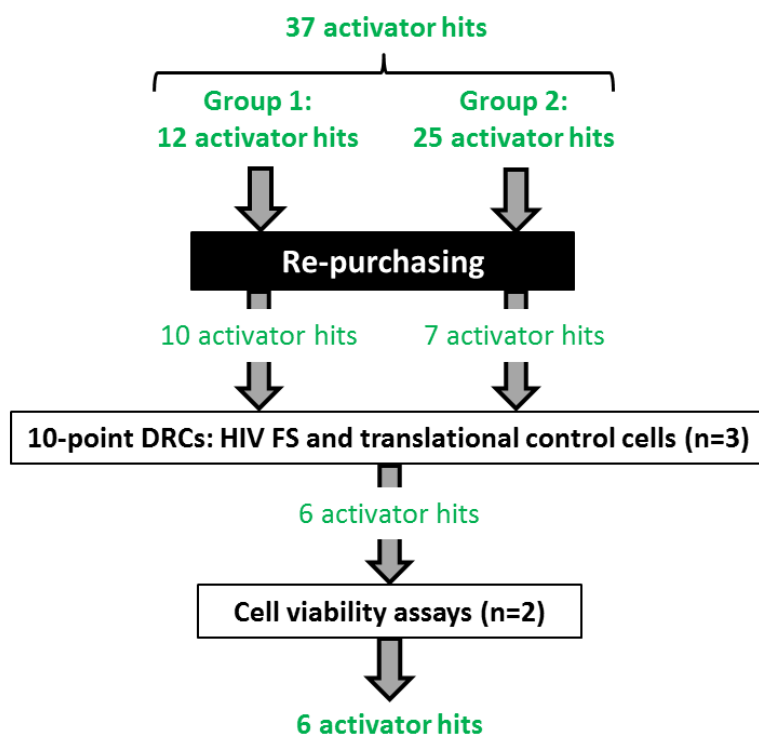 37 activator hits
Group 1:
12 activator hits
Group 2:
25 activator hits
Re-purchasing
10 activator hits
7 activator hits
10-point DRCs: HIV FS and translational control cells (n=3)
6 activator hits
Cell viability assays (n=2)
6 activator hits